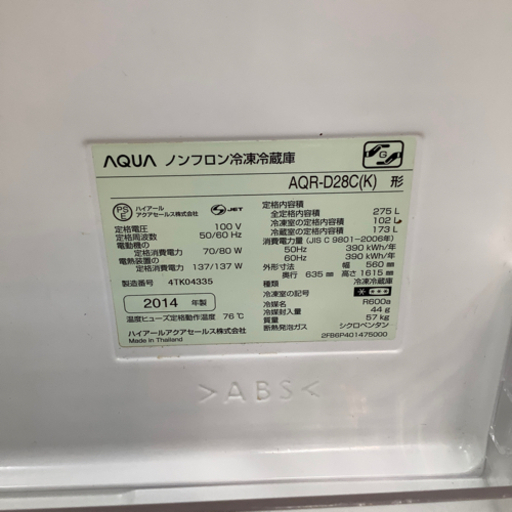 AQUA ノンフロン冷凍冷蔵庫
G
AQR-D28C(K) 形
PS E
ハイアール
アクアセールス株式会社
S JET
定格電圧 100 V
定格周波数 50/60 Hz
電動機の
定格消費電力 70/80 W
電熱装置の
定格消費電力 137/137 W
製造番号 4TK04335
2014 年製
温度ヒューズ定格動作温度 76℃
ハイアールアクアセールス株式会社
Made in Thailand
定格内容積
全定格内容積 275 L
冷凍室の定格内容積 102 L
冷蔵室の定格内容積 173 L
消費電力量 (JIS C 9801-2006年)
50Hz 390 kWh/年
60Hz 390 kWh/年
外形寸法 幅 560 mm
奥行 635 mm 高さ 1615 mm
種類 冷凍冷蔵庫
冷凍室の記号
冷媒 R600a
冷媒封入量 44 g
質量 57 kg
断熱発泡ガス シクロペンタン
2FB6P401475000
>ABS<